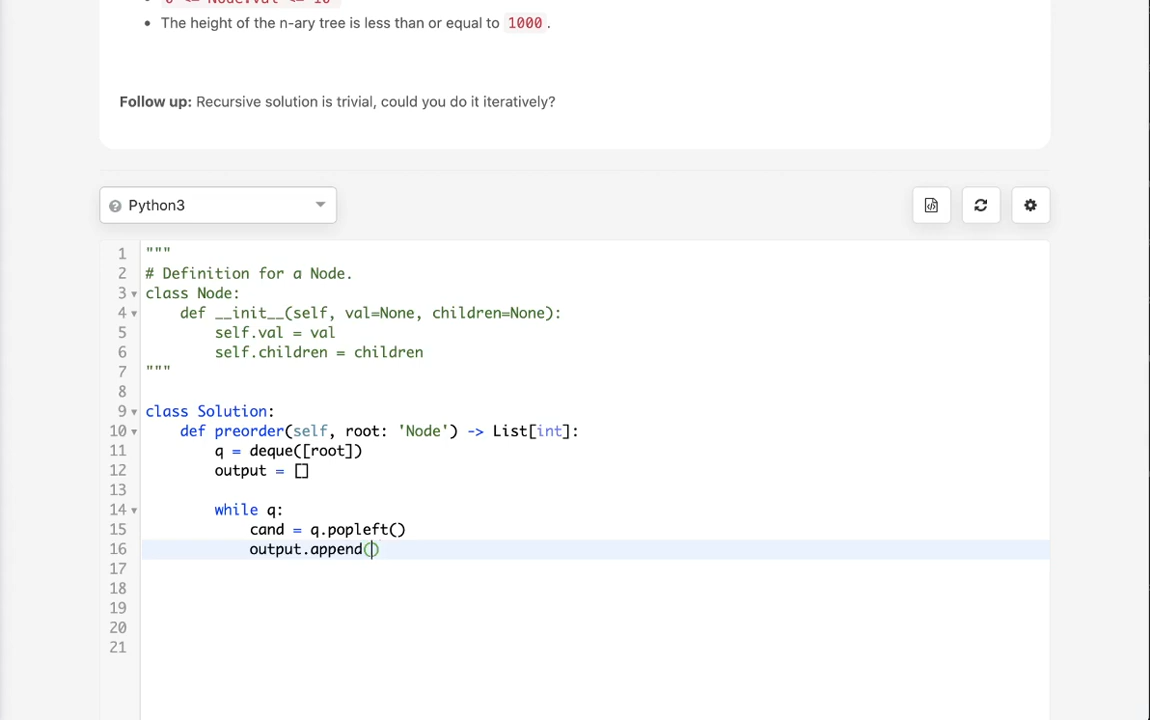 The height of the n-ary tree is less than or equal to 1000 .
Follow up: Recursive solution is trivial, could you do it iteratively?
Python3
1 """
2 # Definition for a Node.
3 class Node:
4     def __init__(self, val=None, children=None):
5         self.val = val
6         self.children = children
7 """
8
9 class Solution:
10     def preorder(self, root: 'Node') -> List[int]:
11         q = deque([root])
12         output = []
13
14         while q:
15             cand = q.popleft()
16             output.append()
17
18
19
20
21